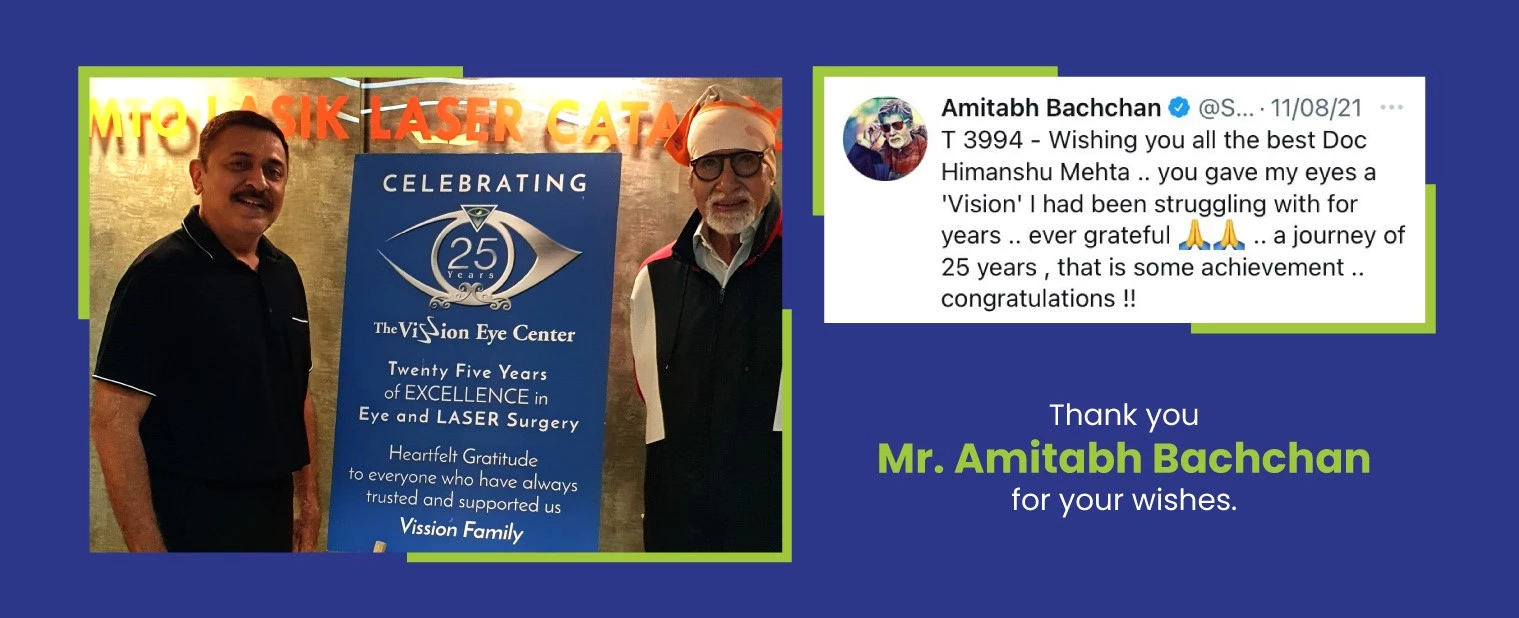 MTO LASIK LASER CATA
CELEBRATING
25
Years
The Vission Eye Center
Twenty Five Years
of EXCELLENCE in
Eye and LASER Surgery
Heartfelt Gratitude
to everyone who have always
trusted and supported us
Vission Family
Amitabh Bachchan @S... · 11/08/21 ...
T 3994 - Wishing you all the best Doc
Himanshu Mehta .. you gave my eyes a
'Vision' I had been struggling with for
years .. ever grateful 🙏🙏 .. a journey of
25 years , that is some achievement ..
congratulations !!
Thank you
Mr. Amitabh Bachchan
for your wishes.